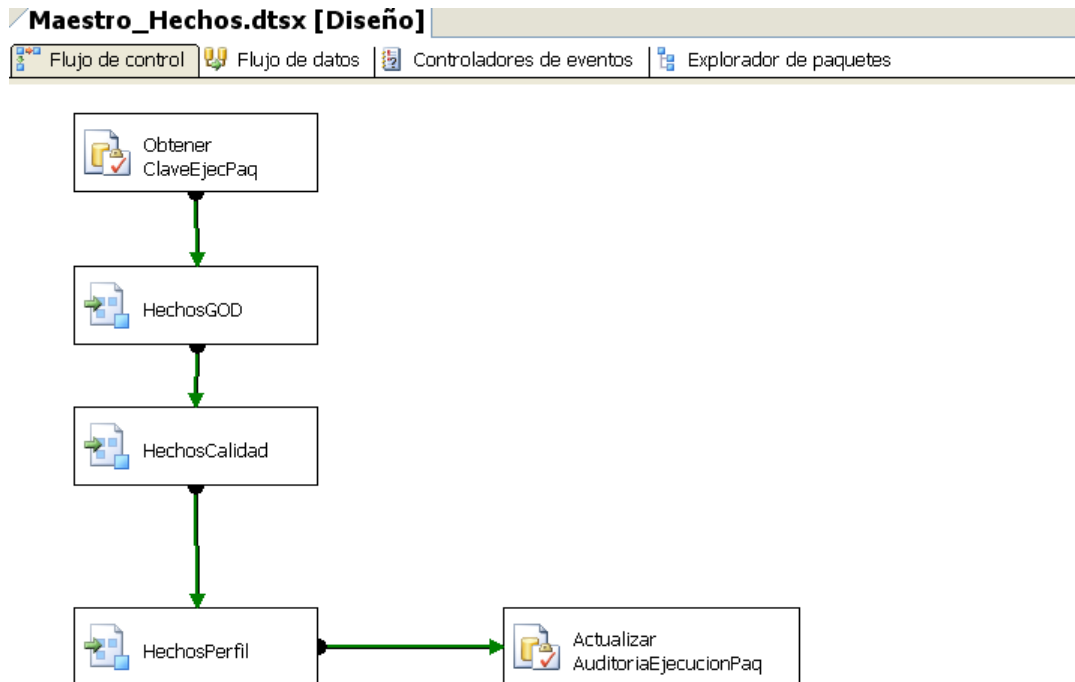 Maestro_Hechos.dtsx [Diseño]
Flujo de control Flujo de datos Controladores de eventos Explorador de paquetes
Obtener
ClaveEjecPaq
HechosGOD
HechosCalidad
HechosPerfil
Actualizar
AuditoriaEjecucionPaq